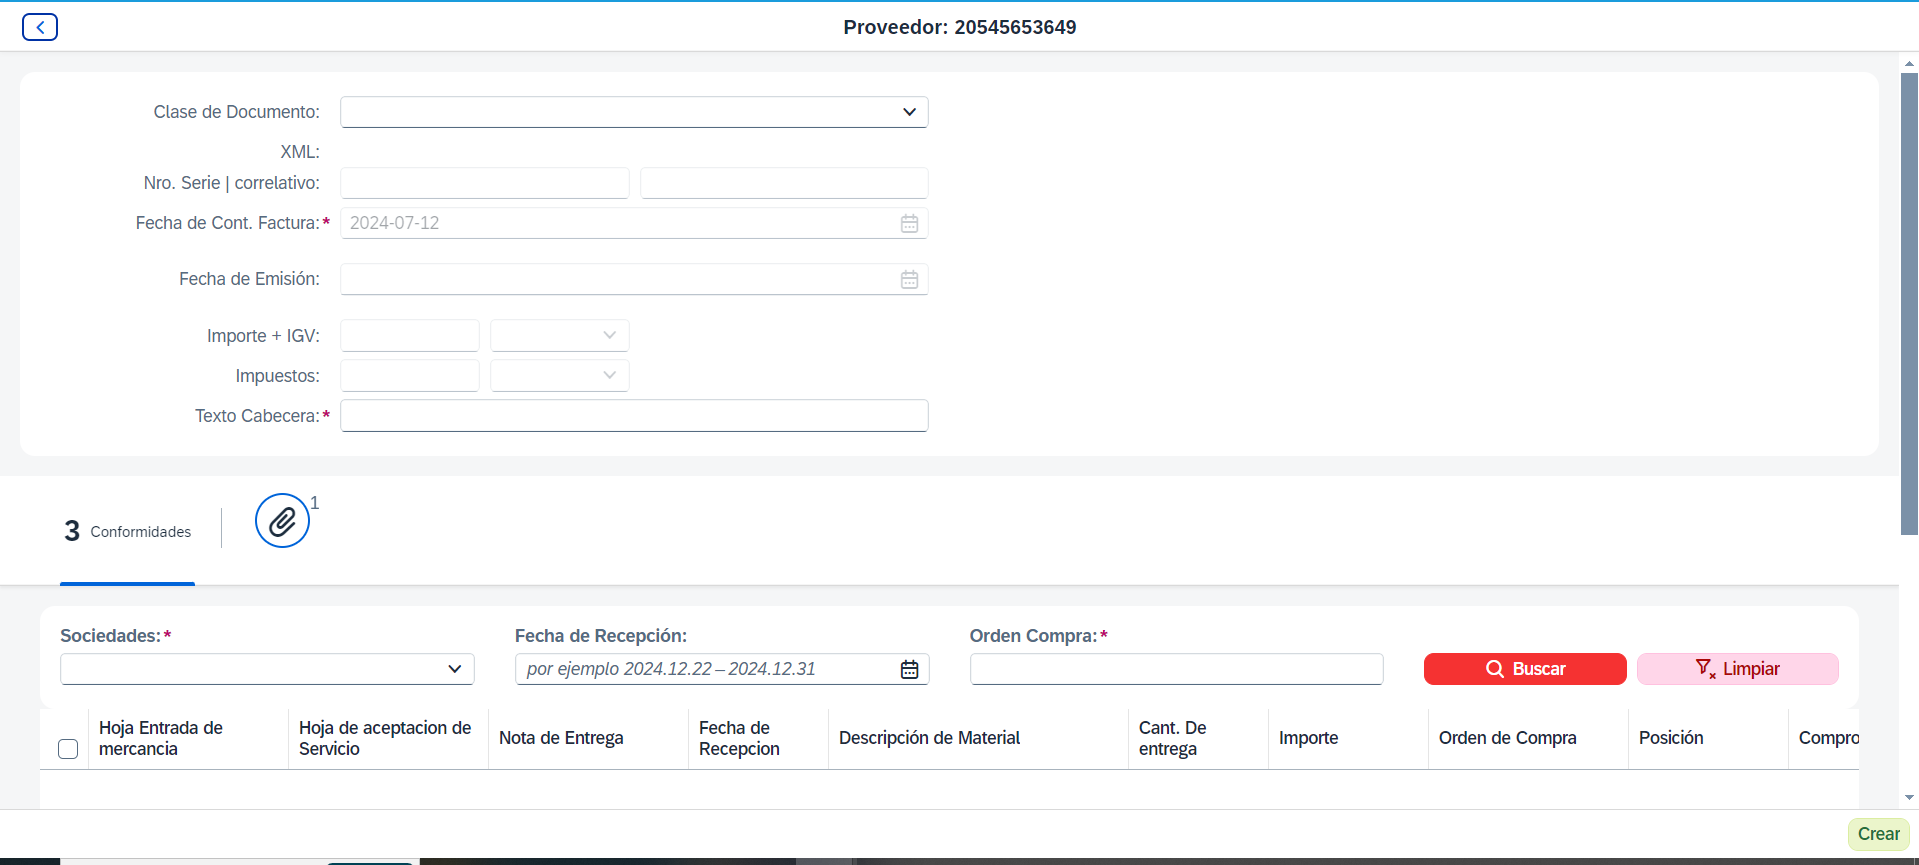 Proveedor: 20545653649
Clase de Documento:
XML:
Nro. Serie | correlativo:
Fecha de Cont. Factura:* 2024-07-12
Fecha de Emisión:
Importe + IGV:
Impuestos:
Texto Cabecera:*
3 Conformidades
1
Sociedades:* Fecha de Recepción: Orden Compra:*
por ejemplo 2024.12.22 – 2024.12.31 Buscar Limpiar
Hoja Entrada de mercancia
Hoja de aceptacion de Servicio
Nota de Entrega
Fecha de Recepcion
Descripción de Material
Cant. De entrega
Importe
Orden de Compra
Posición
Compro
Crear